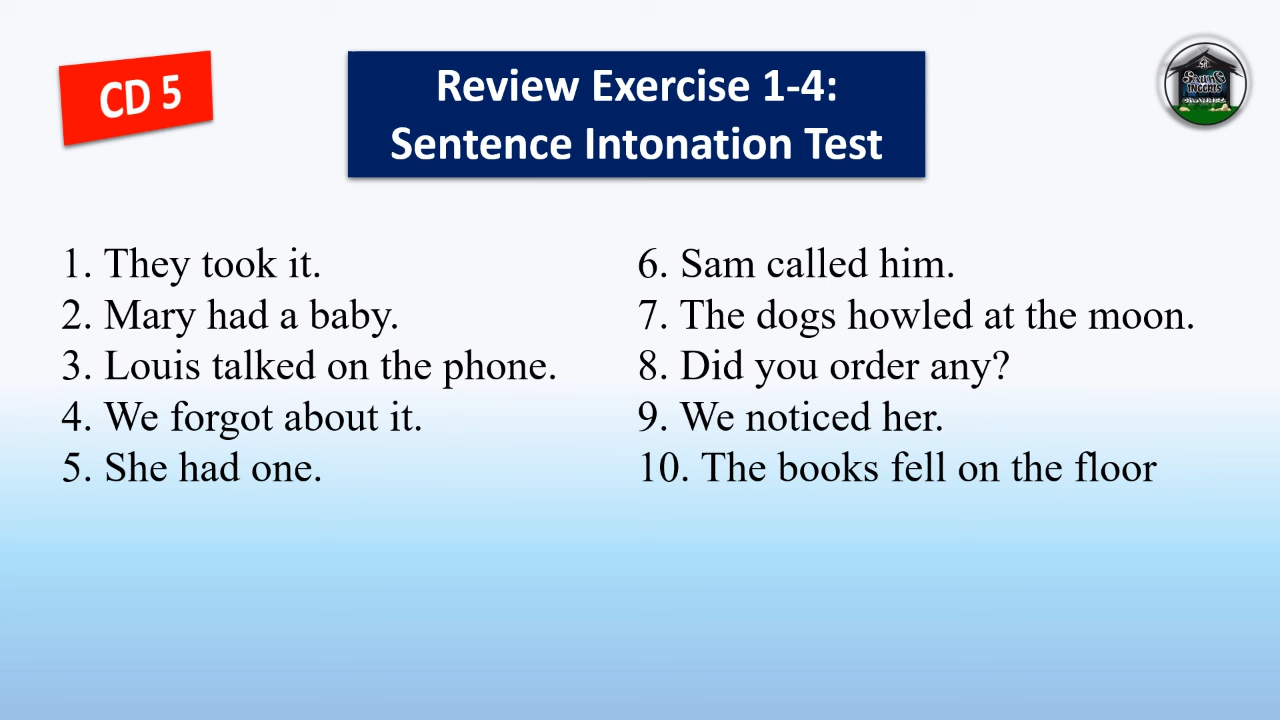 CD 5
Review Exercise 1-4:
Sentence Intonation Test
1. They took it.
2. Mary had a baby.
3. Louis talked on the phone.
4. We forgot about it.
5. She had one.
6. Sam called him.
7. The dogs howled at the moon.
8. Did you order any?
9. We noticed her.
10. The books fell on the floor